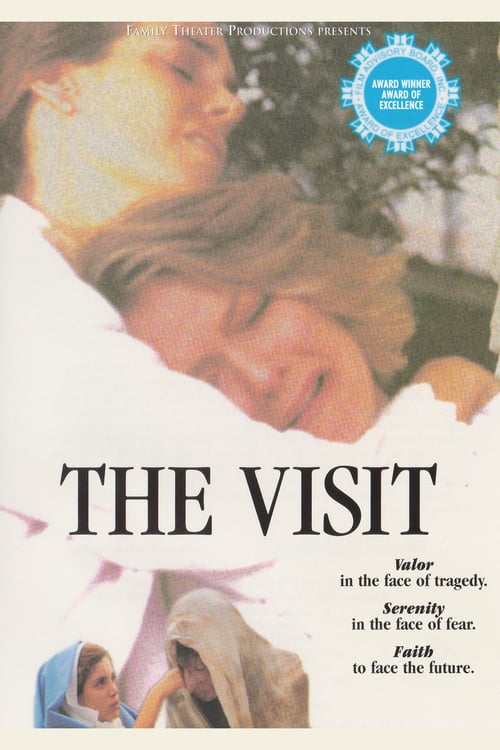 FAMILY THEATER PRODUCTIONS PRESENTS
FILM ADVISORY BOARD, INC.
AWARD WINNER
AWARD OF
EXCELLENCE
AWARD OF EXCELLENCE
THE VISIT
Valor
in the face of tragedy.
Serenity
in the face of fear.
Faith
to face the future.